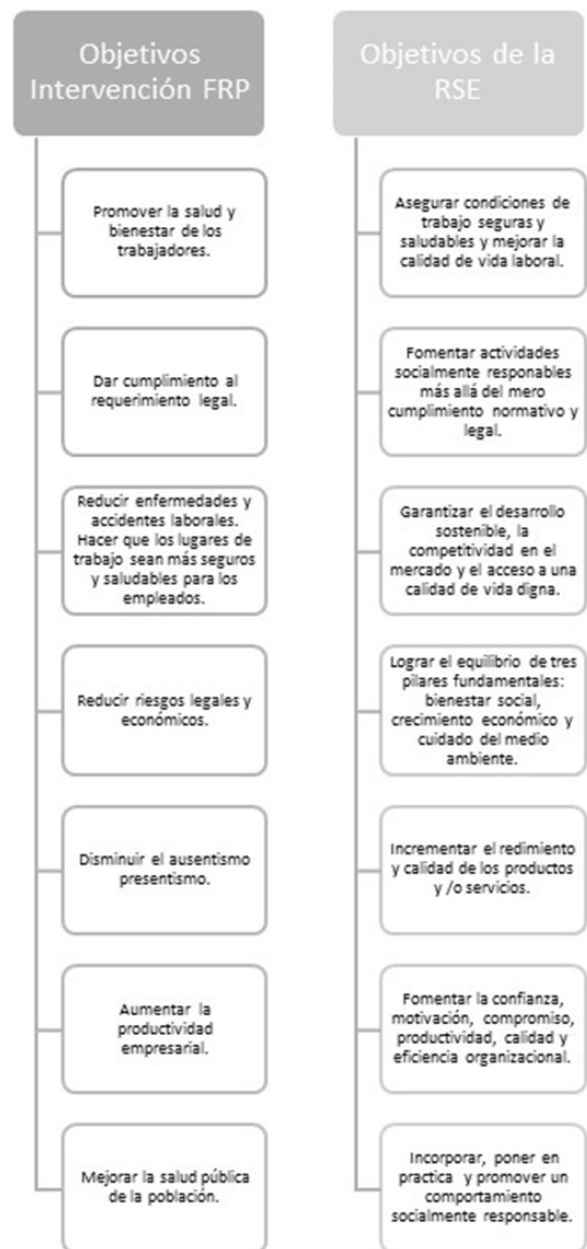 Objetivos
Intervención FRP
Promover la salud y
bienestar de los
trabajadores.
Dar cumplimiento al
requerimiento legal.
Reducir enfermedades y
accidentes laborales.
Hacer que los lugares de
trabajo sean más seguros
y saludables para los
empleados.
Reducir riesgos legales y
económicos.
Disminuir el ausentismo
presentismo.
Aumentar la
productividad
empresarial.
Mejorar la salud pública
de la población.
Objetivos de la
RSE
Asegurar condiciones de
trabajo seguras y
saludables y mejorar la
calidad de vida laboral.
Fomentar actividades
socialmente responables
más allá del mero
cumplimiento normativo y
legal.
Garantizar el desarrollo
sostenible, la
competitividad en el
mercado y el acceso a una
calidad de vida digna.
Lograr el equilibrio de tres
pilares fundamentales:
bienestar social,
crecimiento económico y
cuidado del medio
ambiente.
Incrementar el redimiento
y calidad de los productos
y /o servicios.
Fomentar la confianza,
motivación, compromiso,
productividad, calidad y
eficiencia organizacional.
Incorporar, poner en
practica y promover un
comportamiento
socialmente responsable.